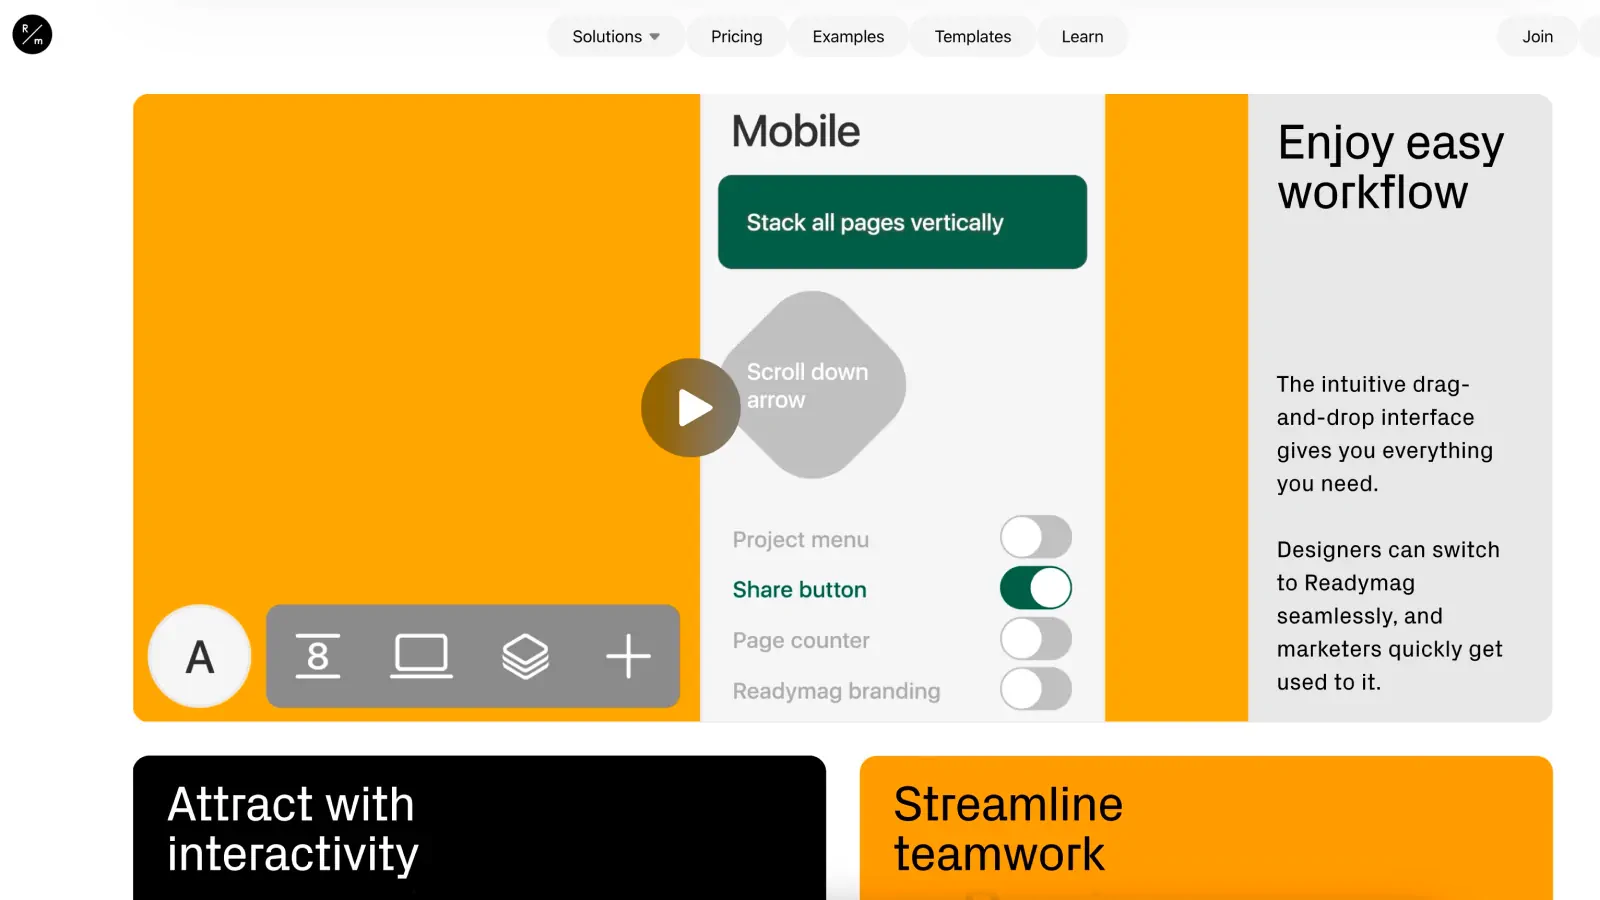 R
m
Solutions
Pricing
Examples
Templates
Learn
Join
Mobile
Stack all pages vertically
Scroll down
arrow
Project menu
Share button
Page counter
Readymag branding
A
8
Enjoy easy
workflow
The intuitive drag-
and-drop interface
gives you everything
you need.
Designers can switch
to Readymag
seamlessly, and
marketers quickly get
used to it.
Attract with
interactivity
Streamline
teamwork